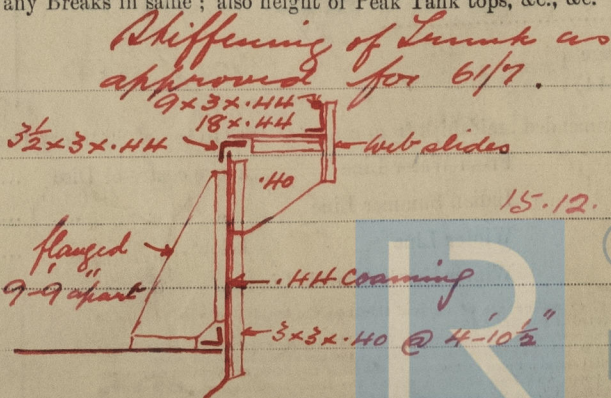 any Breaks in same ; also height of Peak Tank tops, &c., &c.
Stiffening of Trunk as
approved for 61/7.
9 x 3 x .44
18 x .44
3½ x 3 x .44
web slides
.40
15.12.
flanged
9'-9" apart
.44 coaming
3 x 3 x .40 @ 4'-10½"
R